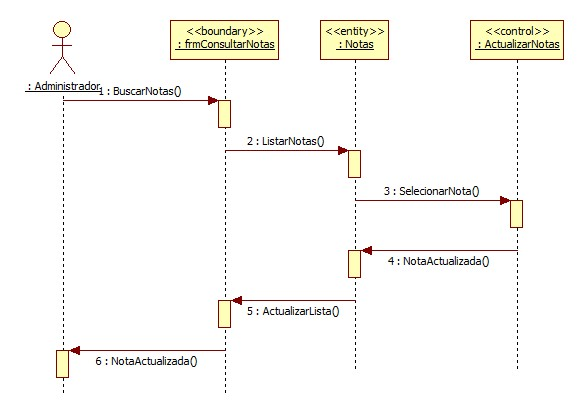 <<boundary>>
: frmConsultarNotas
<<entity>>
: Notas
<<control>>
: ActualizarNotas
: Administrador
1 : BuscarNotas()
2 : ListarNotas()
3 : SelecionarNota()
4 : NotaActualizada()
5 : ActualizarLista()
6 : NotaActualizada()